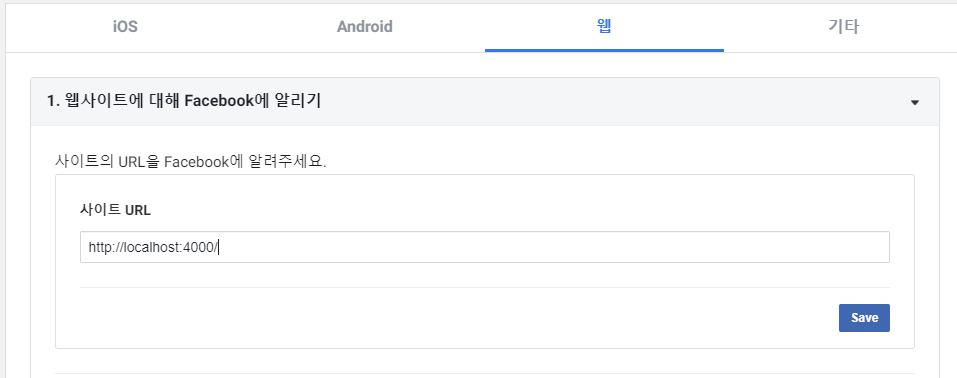 iOS Android 웹 기타
1. 웹사이트에 대해 Facebook에 알리기
사이트의 URL을 Facebook에 알려주세요.
사이트 URL
http://localhost:4000/
Save